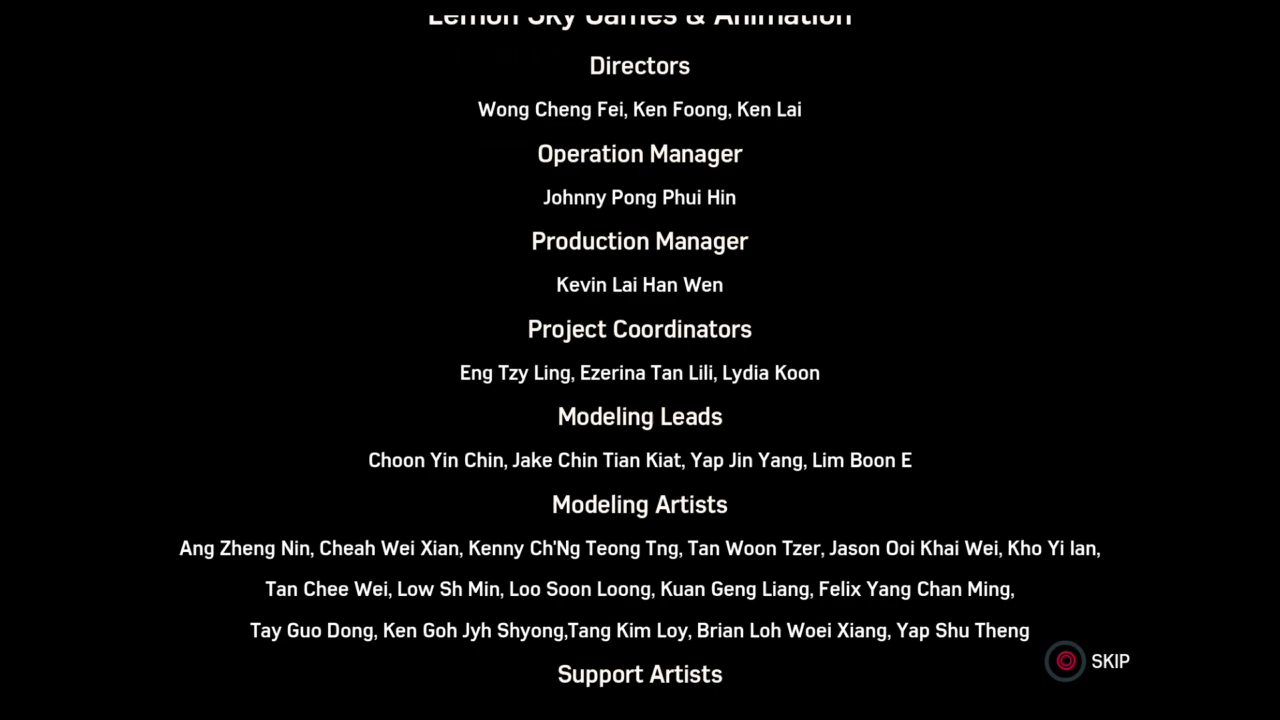 Lemon Sky Games & Animation
Directors
Wong Cheng Fei, Ken Foong, Ken Lai
Operation Manager
Johnny Pong Phui Hin
Production Manager
Kevin Lai Han Wen
Project Coordinators
Eng Tzy Ling, Ezerina Tan Lili, Lydia Koon
Modeling Leads
Choon Yin Chin, Jake Chin Tian Kiat, Yap Jin Yang, Lim Boon E
Modeling Artists
Ang Zheng Nin, Cheah Wei Xian, Kenny Ch'Ng Teong Tng, Tan Woon Tzer, Jason Ooi Khai Wei, Kho Yi Ian,
Tan Chee Wei, Low Sh Min, Loo Soon Loong, Kuan Geng Liang, Felix Yang Chan Ming,
Tay Guo Dong, Ken Goh Jyh Shyong,Tang Kim Loy, Brian Loh Woei Xiang, Yap Shu Theng
SKIP
Support Artists